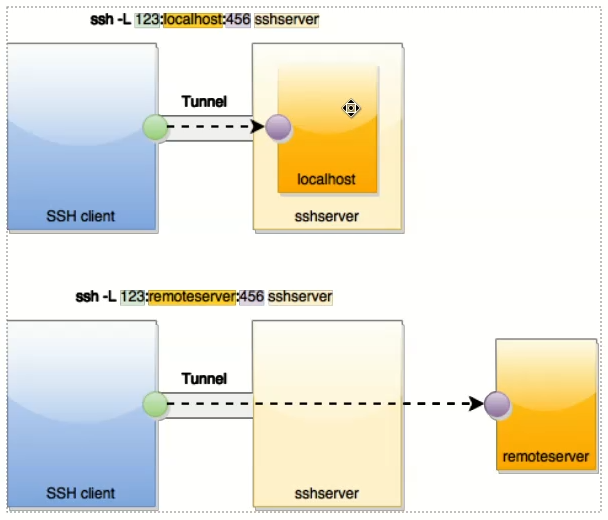 ssh -L 123:localhost:456 sshserver
Tunnel
localhost
SSH client
sshserver
ssh -L 123:remoteserver:456 sshserver
Tunnel
remoteserver
SSH client
sshserver